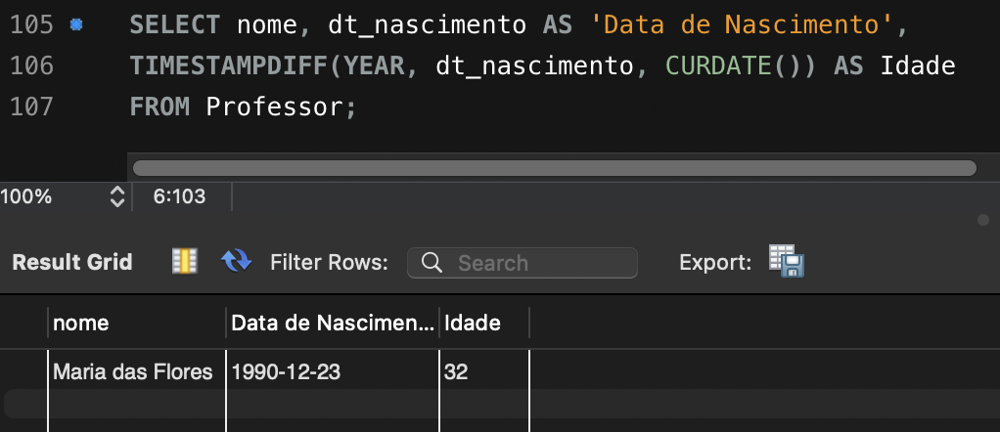 105 SELECT nome, dt_nascimento AS 'Data de Nascimento',
106 TIMESTAMPDIFF(YEAR, dt_nascimento, CURDATE()) AS Idade
107 FROM Professor;
100% 6:103
Result Grid Filter Rows: Search Export:
nome Data de Nascimen... Idade
Maria das Flores 1990-12-23 32